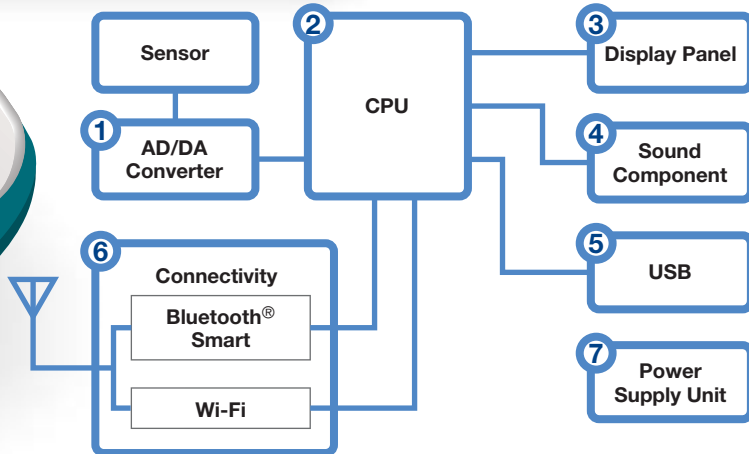 Sensor
1
AD/DA
Converter
2
CPU
3
Display Panel
4
Sound
Component
5
USB
6
Connectivity
Bluetooth®
Smart
Wi-Fi
7
Power
Supply Unit